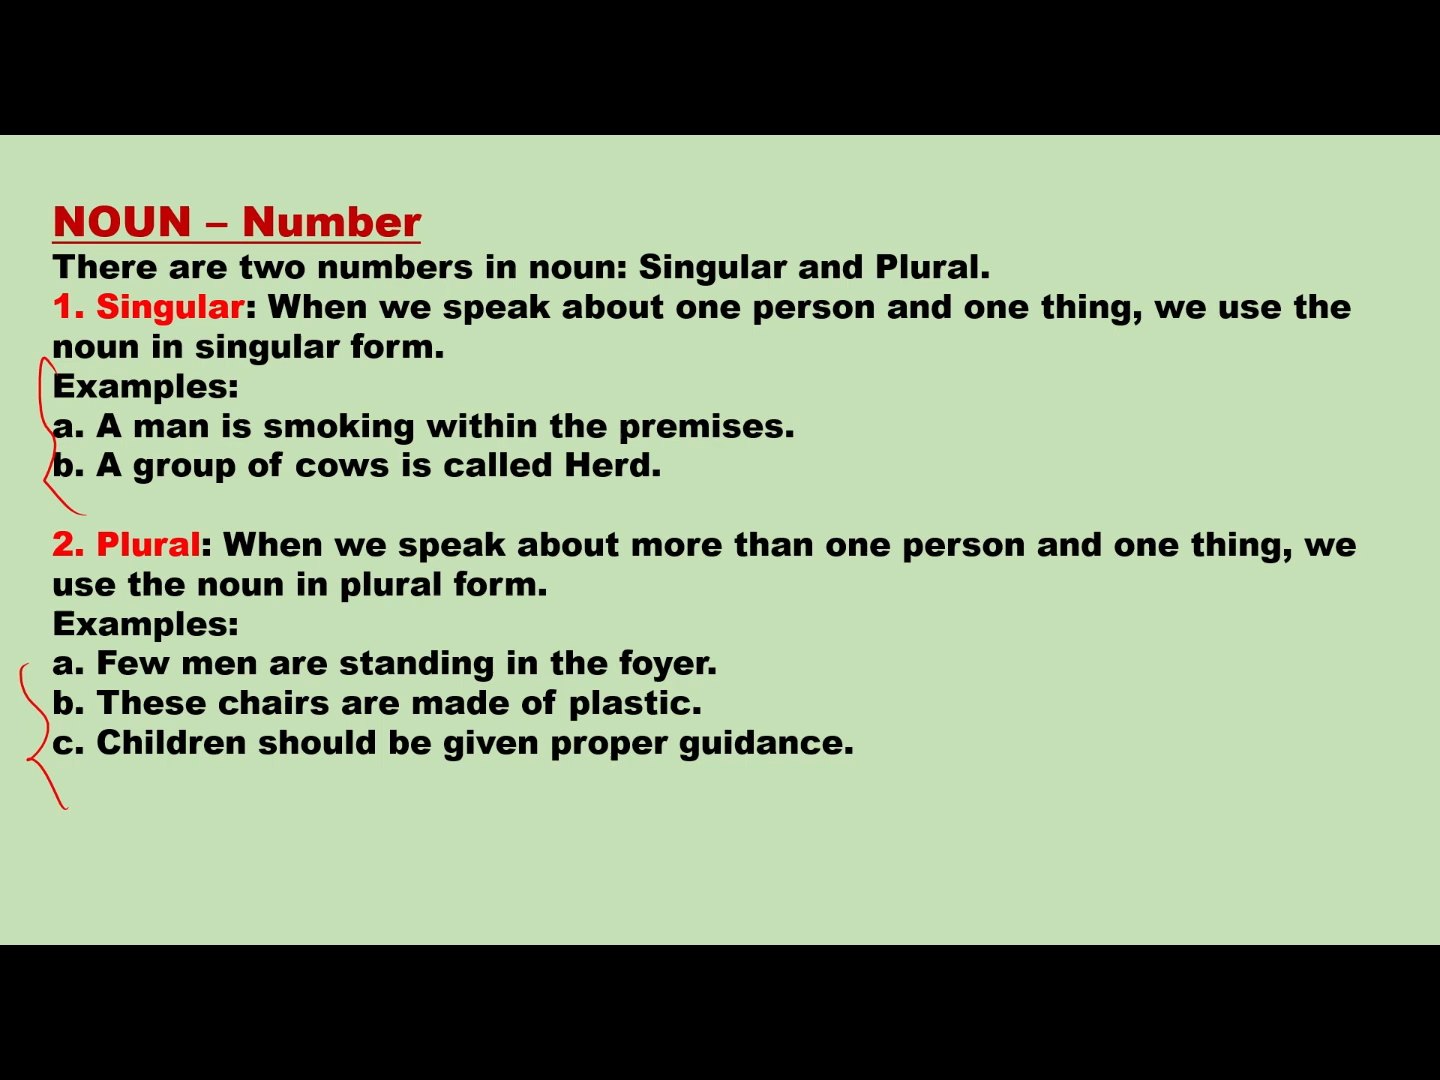 NOUN – Number
There are two numbers in noun: Singular and Plural.
1. Singular: When we speak about one person and one thing, we use the
noun in singular form.
Examples:
a. A man is smoking within the premises.
b. A group of cows is called Herd.
2. Plural: When we speak about more than one person and one thing, we
use the noun in plural form.
Examples:
a. Few men are standing in the foyer.
b. These chairs are made of plastic.
c. Children should be given proper guidance.